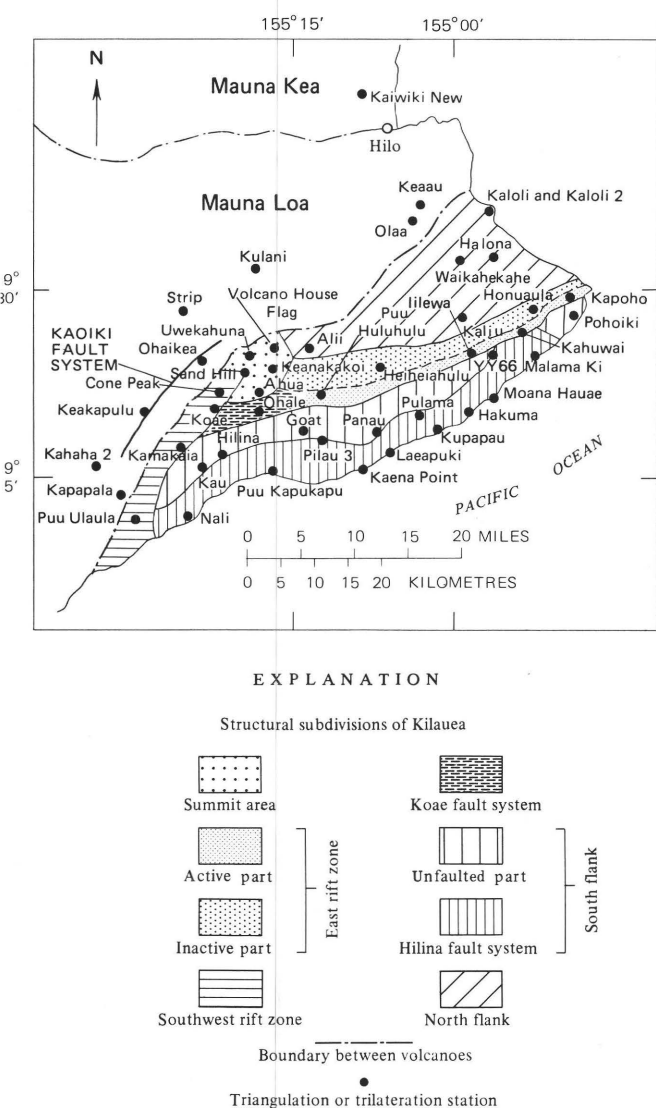 155°15′ 155°00′
N
Mauna Kea
Kaiwiki New
Hilo
Keaau
Mauna Loa
Kaloli and Kaloli 2
Olaa
Kulani
Halona
9°
30′
Volcano House
Flag
Waikahekahe
Strip
Puu
Huluhulu
Iilewa
Honuaula
Kapoho
Uwekahuna
Alii
Pohoiki
KAOIKI
FAULT
SYSTEM
Ohaikea
Kaliu
Kahuwai
Sand Hill
Keanakakoi
Heiheiahulu
YY66
Malama Ki
Cone Peak
Ahua
Moana Hauae
Ohale
Pulama
Keakapulu
Koae
Goat
Panau
Hakuma
Hilina
Kamakaia
Pilau 3
Kupapau
Kahaha 2
Laeapuki
9°
5′
Kau
Puu Kapukapu
Kaena Point
Kapapala
PACIFIC OCEAN
Puu Ulaula
Nali
0 5 10 20 MILES
0 5 10 15 20 KILOMETRES
EXPLANATION
Structural subdivisions of Kilauea
Summit area
Koae fault system
Active part
Inactive part
East rift zone
Unfaulted part
Hilina fault system
South flank
Southwest rift zone
North flank
Boundary between volcanoes
Triangulation or trilateration station